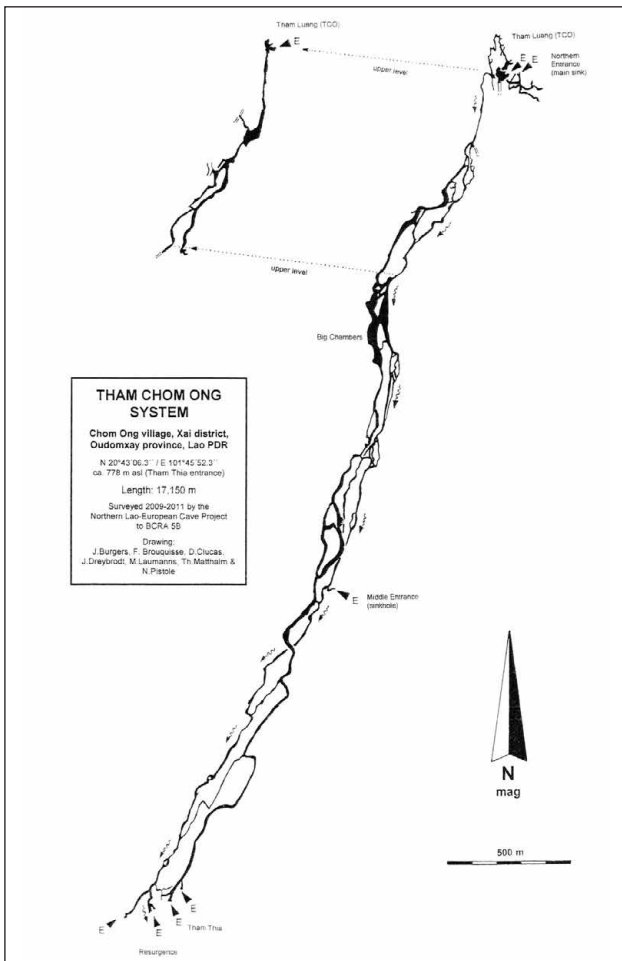 Tham Luang (TCD)
E
upper level
Tham Luang (TCD)
E
E
Northern
Entrance
(main sink)
upper level
Big Chambers
THAM CHOM ONG
SYSTEM
Chom Ong village, Xai district,
Oudomxay province, Lao PDR
N 20°43´06.3´´ / E 101°45´52.3´´
ca. 778 m asl (Tham Thia entrance)
Length: 17,150 m
Surveyed 2009-2011 by the
Northern Lao-European Cave Project
to BCRA 5B
Drawing:
J.Burgers, F. Brouquisse, D.Clucas,
J.Dreybrodt, M.Laumanns, Th.Matthalm &
N.Pistole
E
Middle Entrance
(sinkhole)
N
mag
500 m
E
E
E
E
Tham Thia
Resurgence